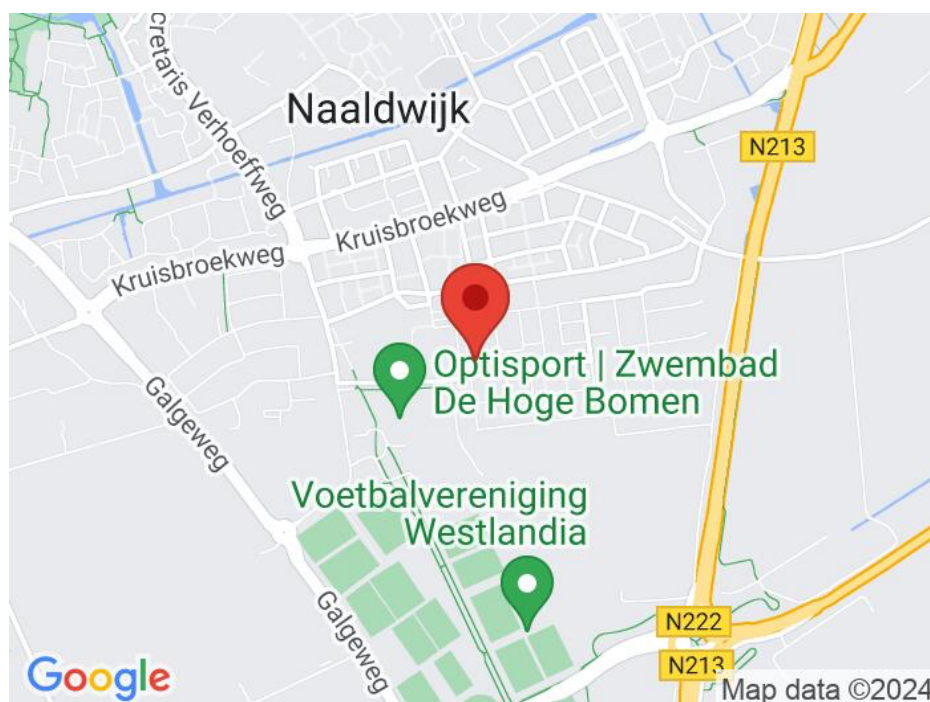 cretaris Verhoeffweg
Naaldwijk
N213
Kruisbroekweg
Kruisbroekweg
Optisport | Zwembad
De Hoge Bomen
Galgeweg
Voetbalvereniging
Westlandia
Galgeweg
N222
N213
Google
Map data ©2024